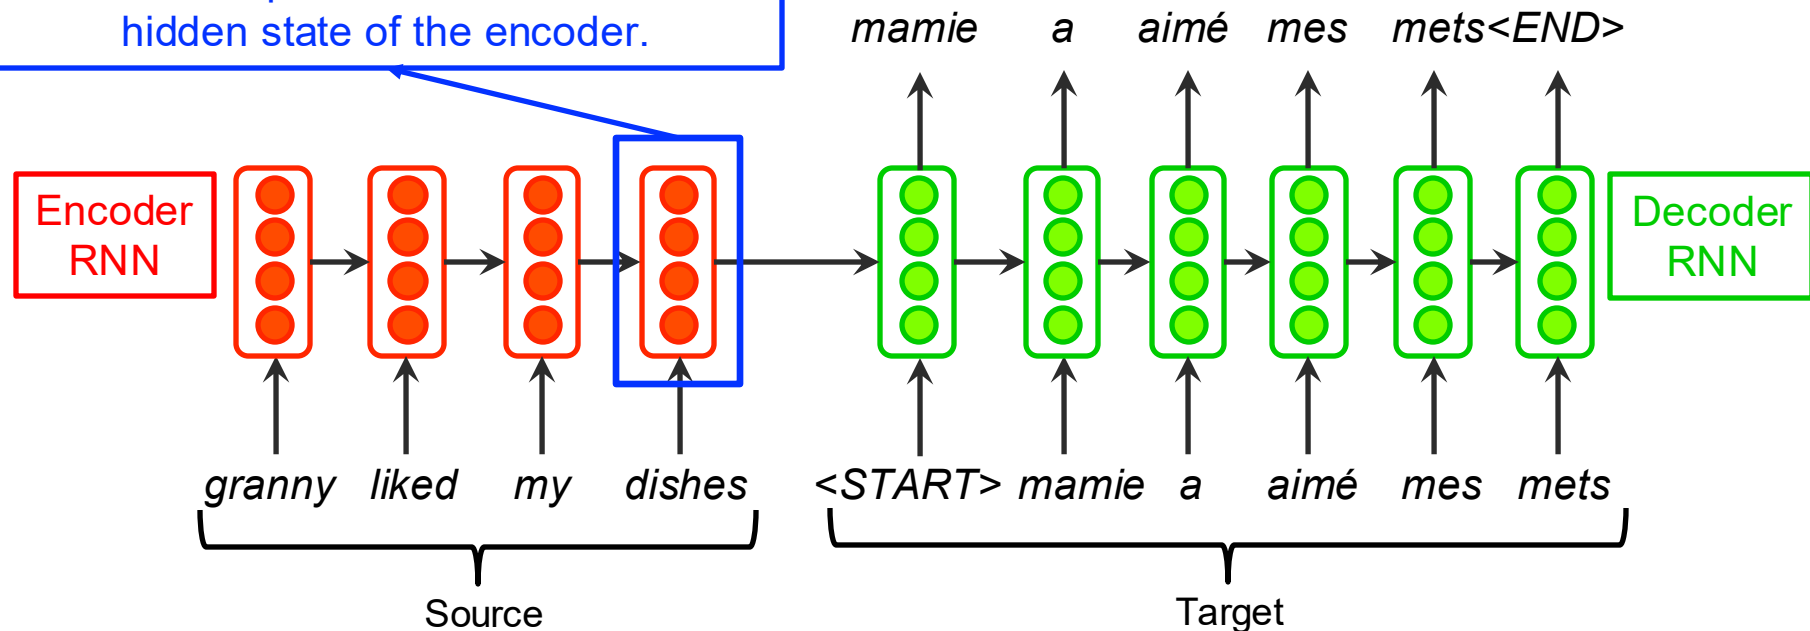 hidden state of the encoder.
mamie a aimé mes mets<END>
Encoder
RNN
Decoder
RNN
granny liked my dishes <START> mamie a aimé mes mets
Source Target